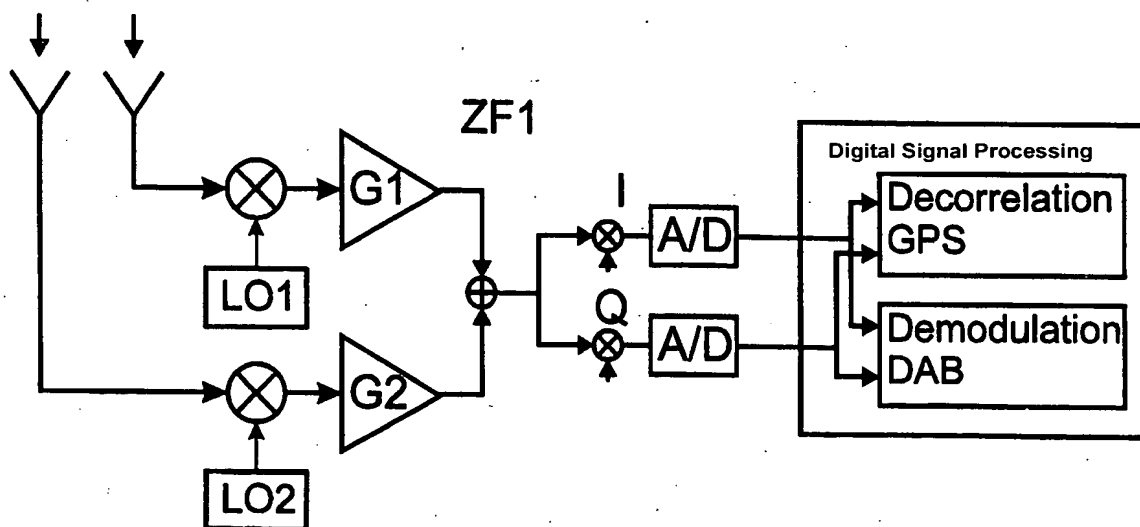 ZF1
Digital Signal Processing
G1
I
A/D
Decorrelation
GPS
LO1
Q
A/D
Demodulation
DAB
G2
LO2